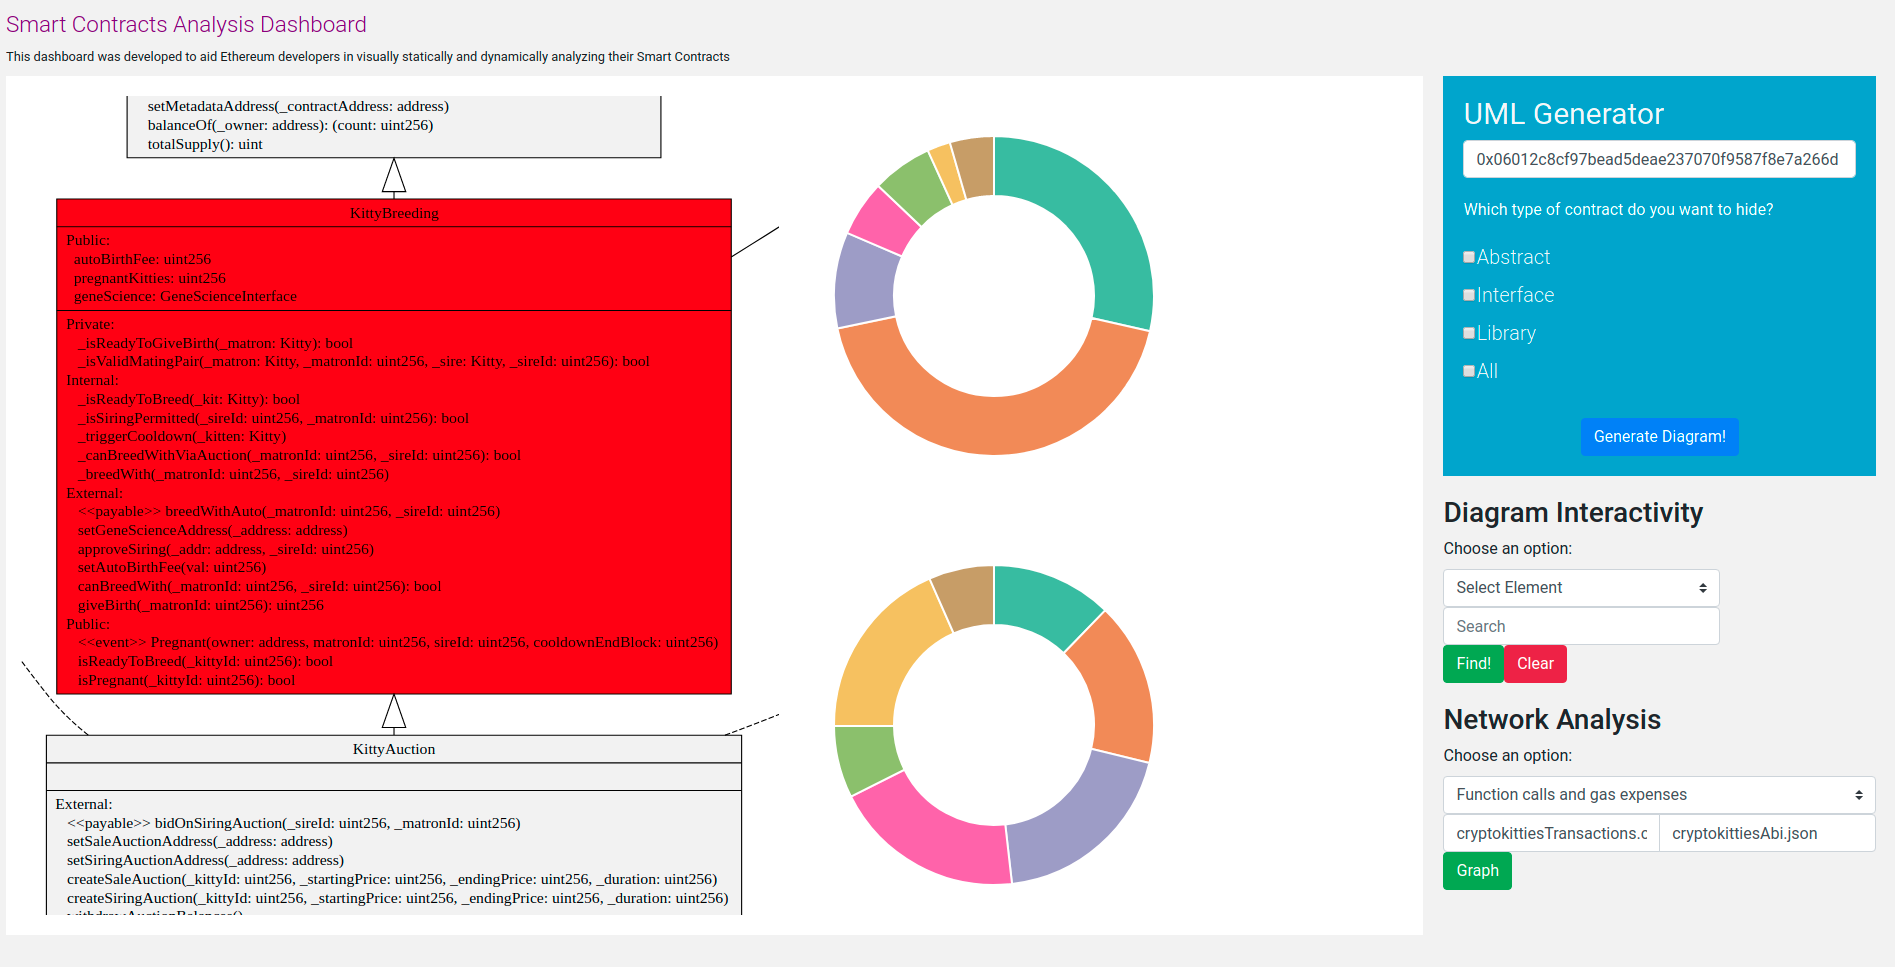 Smart Contracts Analysis Dashboard
This dashboard was developed to aid Ethereum developers in visually statically and dynamically analyzing their Smart Contracts
setMetadataAddress(_contractAddress: address)
balanceOf(_owner: address): (count: uint256)
totalSupply(): uint
KittyBreeding
Public:
autoBirthFee: uint256
pregnantKitties: uint256
geneScience: GeneScienceInterface
Private:
_isReadyToGiveBirth(_matron: Kitty): bool
_isValidMatingPair(_matron: Kitty, _matronId: uint256, _sire: Kitty, _sireId: uint256): bool
Internal:
_isReadyToBreed(_kit: Kitty): bool
_isSiringPermitted(_sireId: uint256, _matronId: uint256): bool
_triggerCooldown(_kitten: Kitty)
_canBreedWithViaAuction(_matronId: uint256, _sireId: uint256): bool
_breedWith(_matronId: uint256, _sireId: uint256)
External:
<<payable>> breedWithAuto(_matronId: uint256, _sireId: uint256)
setGeneScienceAddress(_address: address)
approveSiring(_addr: address, _sireId: uint256)
setAutoBirthFee(val: uint256)
canBreedWith(_matronId: uint256, _sireId: uint256): bool
giveBirth(_matronId: uint256): uint256
Public:
<<event>> Pregnant(owner: address, matronId: uint256, sireId: uint256, cooldownEndBlock: uint256)
isReadyToBreed(_kittyId: uint256): bool
isPregnant(_kittyId: uint256): bool
KittyAuction
External:
<<payable>> bidOnSiringAuction(_sireId: uint256, _matronId: uint256)
setSaleAuctionAddress(_address: address)
setSiringAuctionAddress(_address: address)
createSaleAuction(_kittyId: uint256, _startingPrice: uint256, _endingPrice: uint256, _duration: uint256)
createSiringAuction(_kittyId: uint256, _startingPrice: uint256, _endingPrice: uint256, _duration: uint256)
UML Generator
0x06012c8cf97bead5deae237070f9587f8e7a266d
Which type of contract do you want to hide?
Abstract
Interface
Library
All
Generate Diagram!
Diagram Interactivity
Choose an option:
Select Element
Search
Find! Clear
Network Analysis
Choose an option:
Function calls and gas expenses
cryptokittiesTransactions.c cryptokittiesAbi.json
Graph